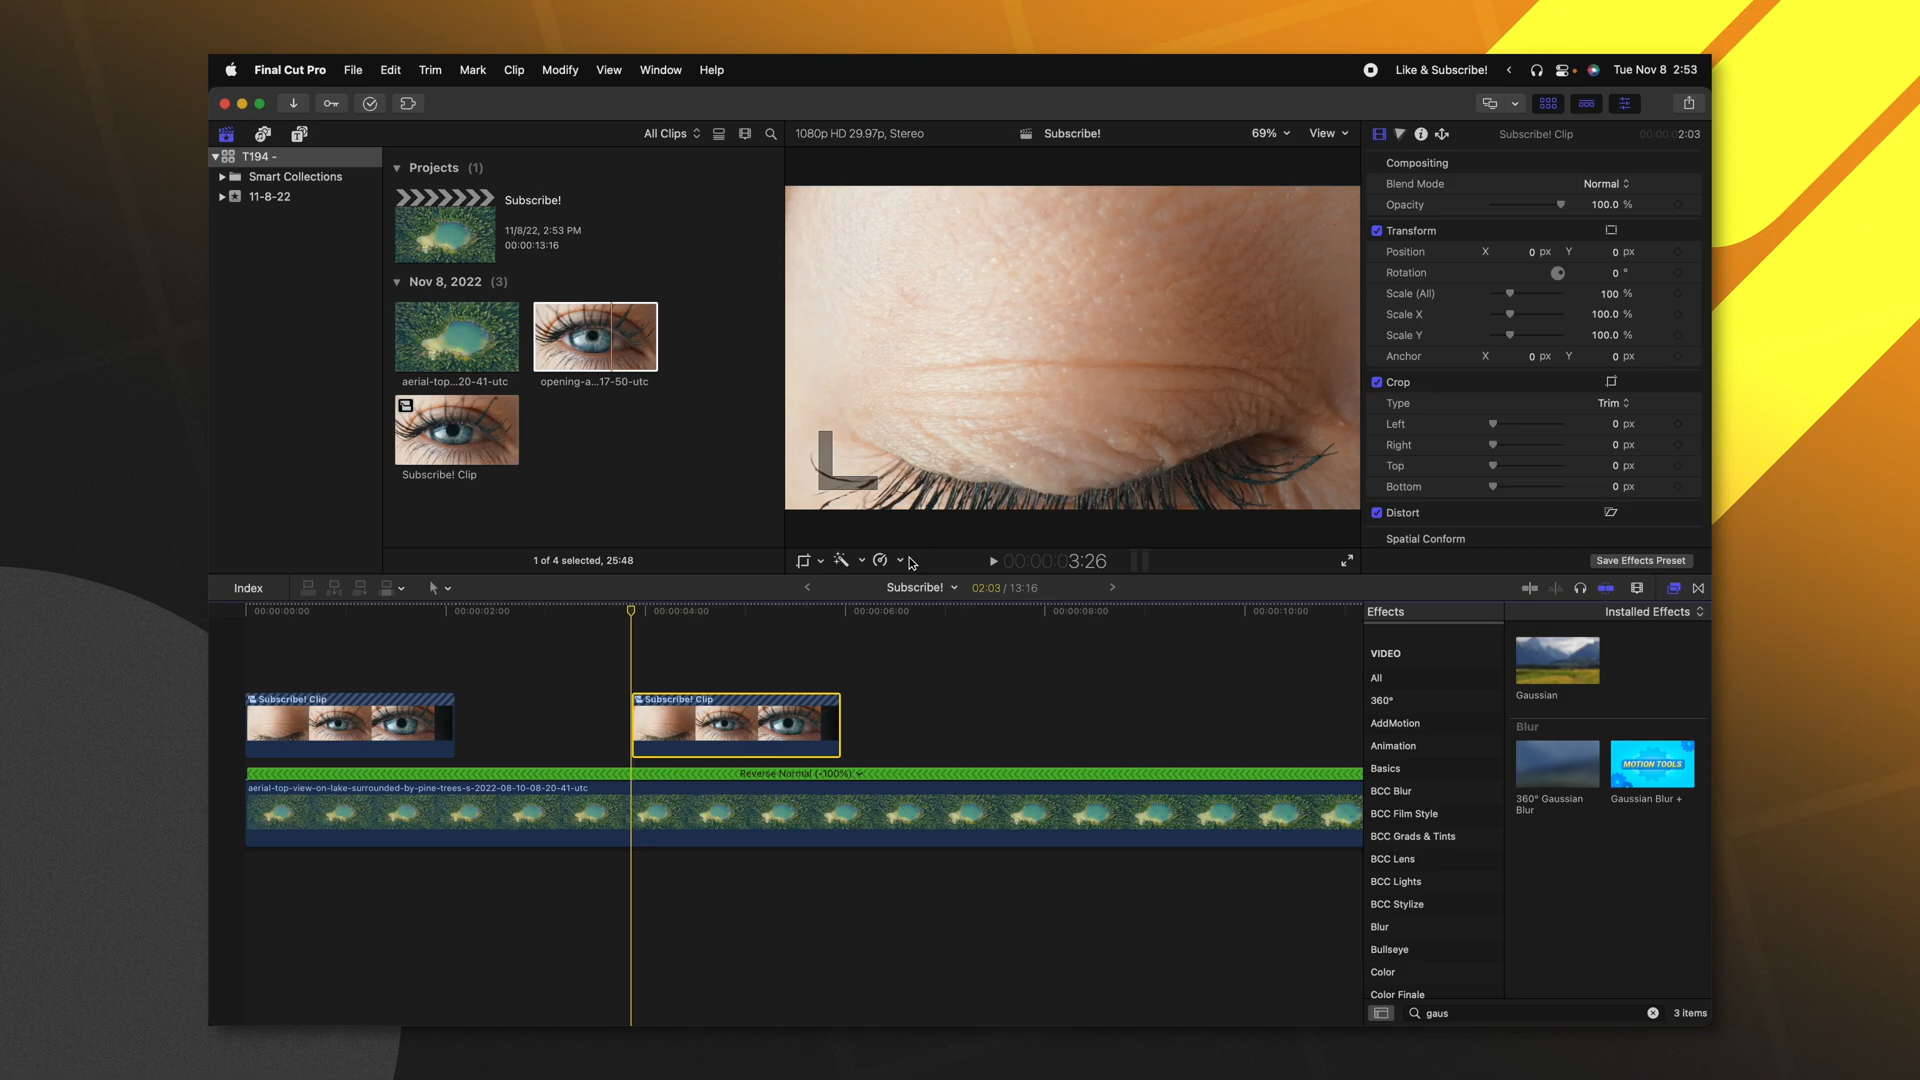 Final Cut Pro File Edit Trim Mark Clip Modify View Window Help Like & Subscribe! Tue Nov 8 2:53
All Clips 1080p HD 29.97p, Stereo Subscribe! 69% View Subscribe! Clip 00:00:02:03
T194 -
Smart Collections
11-8-22
Projects (1)
Subscribe!
11/8/22, 2:53 PM
00:00:13:16
Nov 8, 2022 (3)
aerial-top...20-41-utc
opening-a...17-50-utc
Subscribe! Clip
1 of 4 selected, 25:48
00:00:03:26
Compositing
Blend Mode Normal
Opacity 100.0 %
Transform
Position X 0 px Y 0 px
Rotation 0 °
Scale (All) 100 %
Scale X 100.0 %
Scale Y 100.0 %
Anchor X 0 px Y 0 px
Crop
Type Trim
Left 0 px
Right 0 px
Top 0 px
Bottom 0 px
Distort
Spatial Conform
Save Effects Preset
Index Subscribe! 02:03 / 13:16
00:00:00:00 00:00:02:00 00:00:04:00 00:00:06:00 00:00:08:00 00:00:10:00
Subscribe! Clip
Subscribe! Clip
Reverse Normal (-100%)
aerial-top-view-on-lake-surrounded-by-pine-trees-s-2022-08-10-08-20-41-utc
Effects Installed Effects
VIDEO
All
360°
AddMotion
Animation
Basics
BCC Blur
BCC Film Style
BCC Grads & Tints
BCC Lens
BCC Lights
BCC Stylize
Blur
Bullseye
Color
Color Finale
Gaussian
Blur
MOTION TOOLS
360° Gaussian
Blur
Gaussian Blur +
gaus 3 items